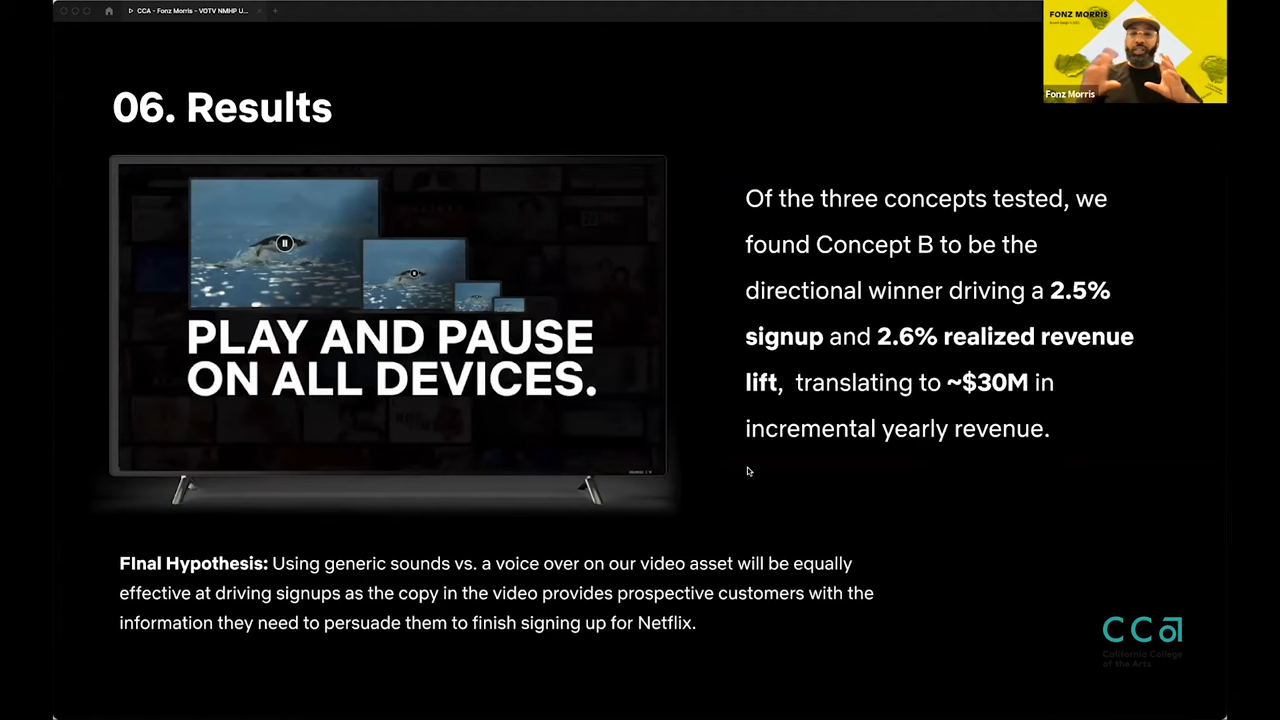 CCA - Fonz Morris - VOTV NMHP U...
FONZ MORRIS
Fonz Morris
06. Results
PLAY AND PAUSE
ON ALL DEVICES.
Of the three concepts tested, we
found Concept B to be the
directional winner driving a 2.5%
signup and 2.6% realized revenue
lift,  translating to ~$30M in
incremental yearly revenue.
FInal Hypothesis: Using generic sounds vs. a voice over on our video asset will be equally
effective at driving signups as the copy in the video provides prospective customers with the
information they need to persuade them to finish signing up for Netflix.
CCa
California College
of the Arts